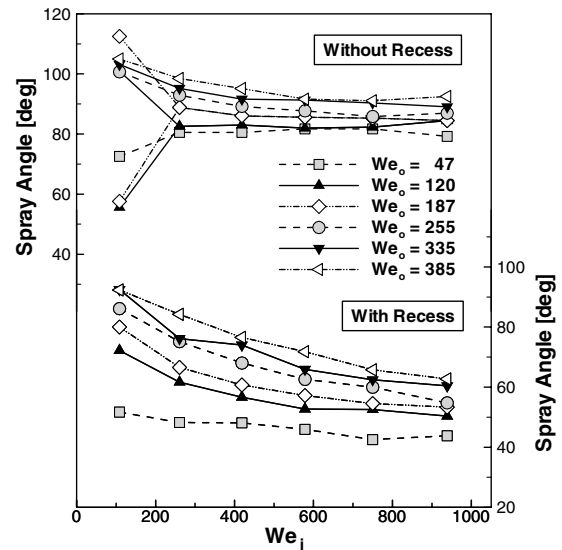 120
100
80
60
40
Spray Angle [deg]
Without Recess
We_o = 47
We_o = 120
We_o = 187
We_o = 255
We_o = 335
We_o = 385
With Recess
100
80
60
40
20
Spray Angle [deg]
0 200 400 600 800 1000
We_i